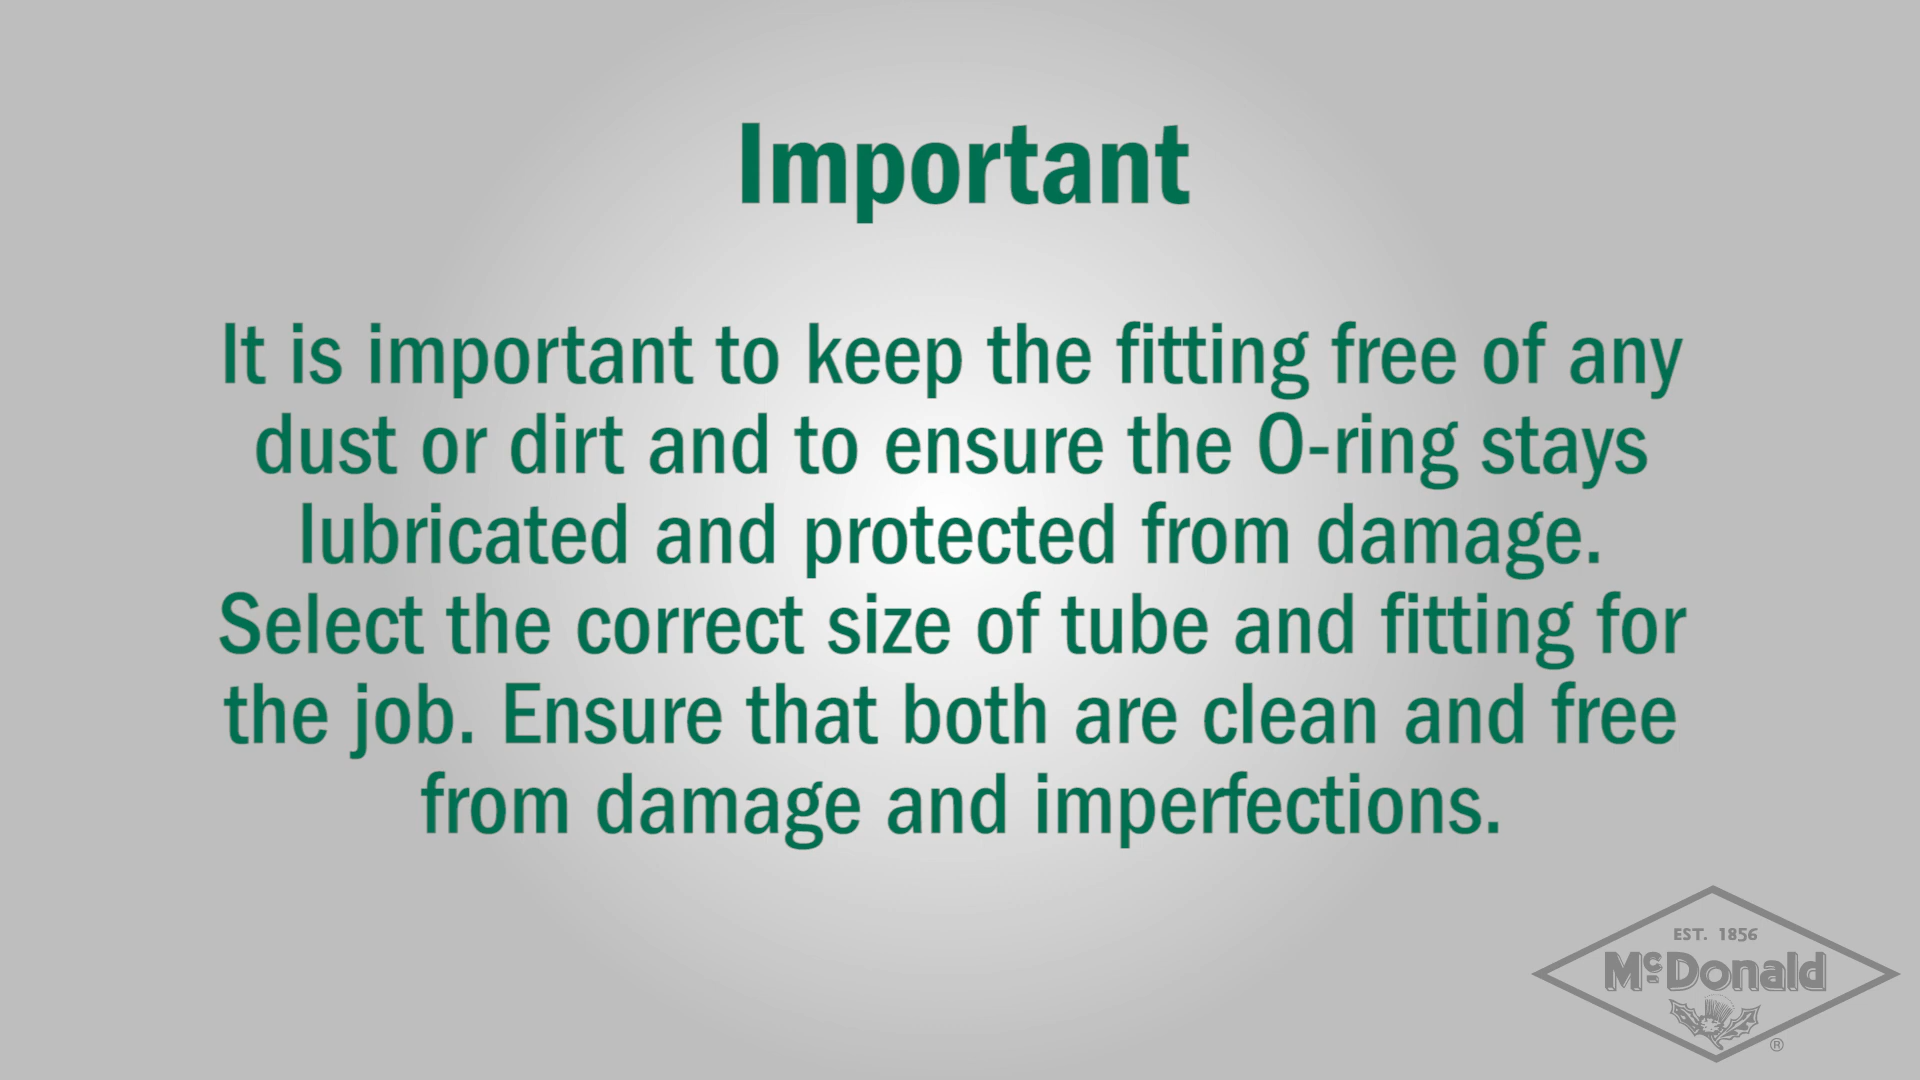 Important
It is important to keep the fitting free of any
dust or dirt and to ensure the O-ring stays
lubricated and protected from damage.
Select the correct size of tube and fitting for
the job. Ensure that both are clean and free
from damage and imperfections.
EST. 1856
McDonald
®